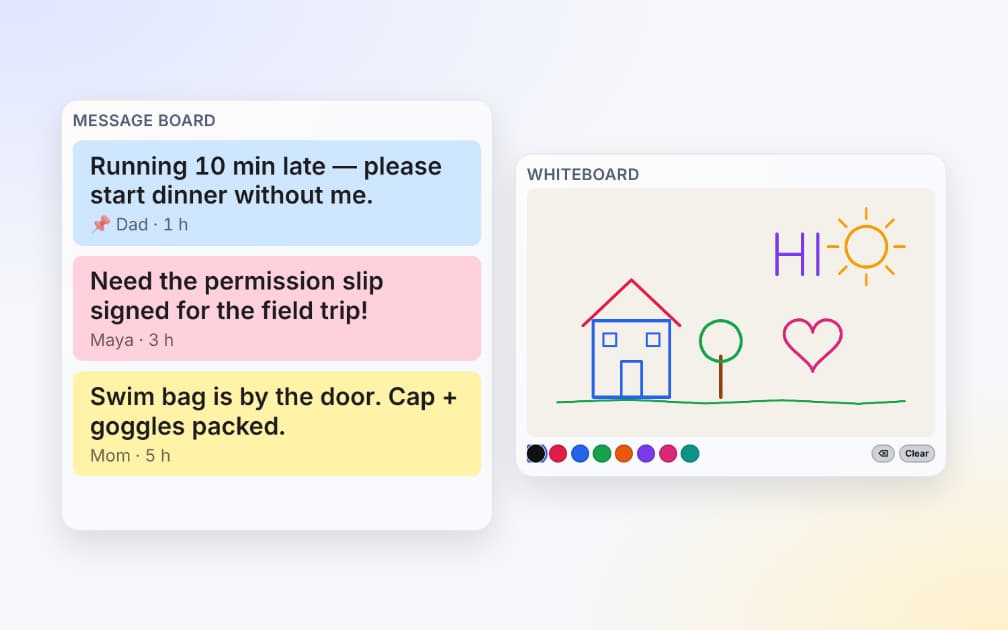 MESSAGE BOARD
Running 10 min late — please
start dinner without me.
📌 Dad · 1 h
Need the permission slip
signed for the field trip!
Maya · 3 h
Swim bag is by the door. Cap +
goggles packed.
Mom · 5 h
WHITEBOARD
HI
Clear